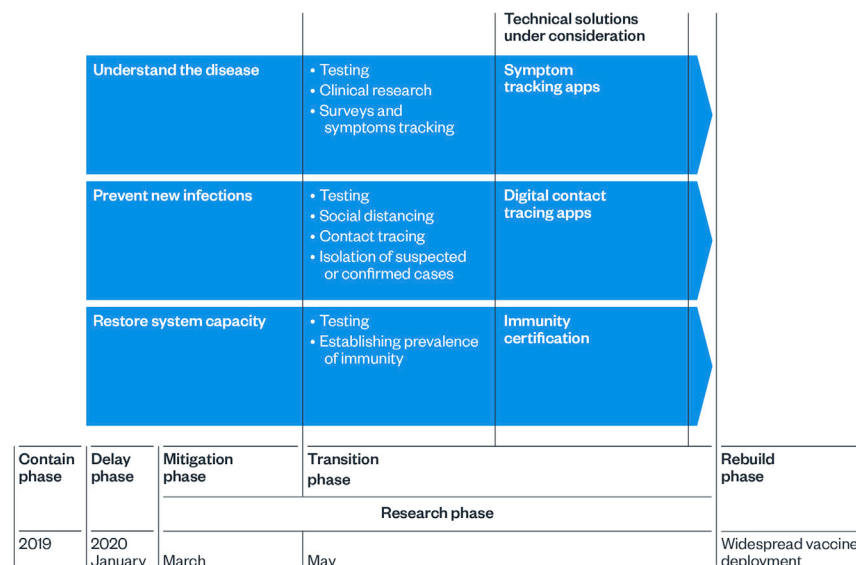 Technical solutions
under consideration
Understand the disease
• Testing
• Clinical research
• Surveys and
symptoms tracking
Symptom
tracking apps
Prevent new infections
• Testing
• Social distancing
• Contact tracing
• Isolation of suspected
or confirmed cases
Digital contact
tracing apps
Restore system capacity
• Testing
• Establishing prevalence
of immunity
Immunity
certification
Contain
phase
Delay
phase
Mitigation
phase
Transition
phase
Rebuild
phase
Research phase
2019
2020
January
March
May
Widespread vaccine
deployment